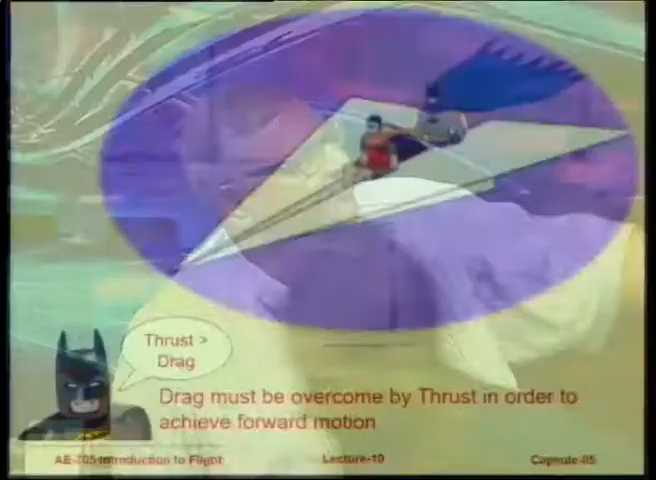 Thrust >
Drag
Drag must be overcome by Thrust in order to
achieve forward motion
AE-705 Introduction to Flight
Lecture-10
Capsule-05